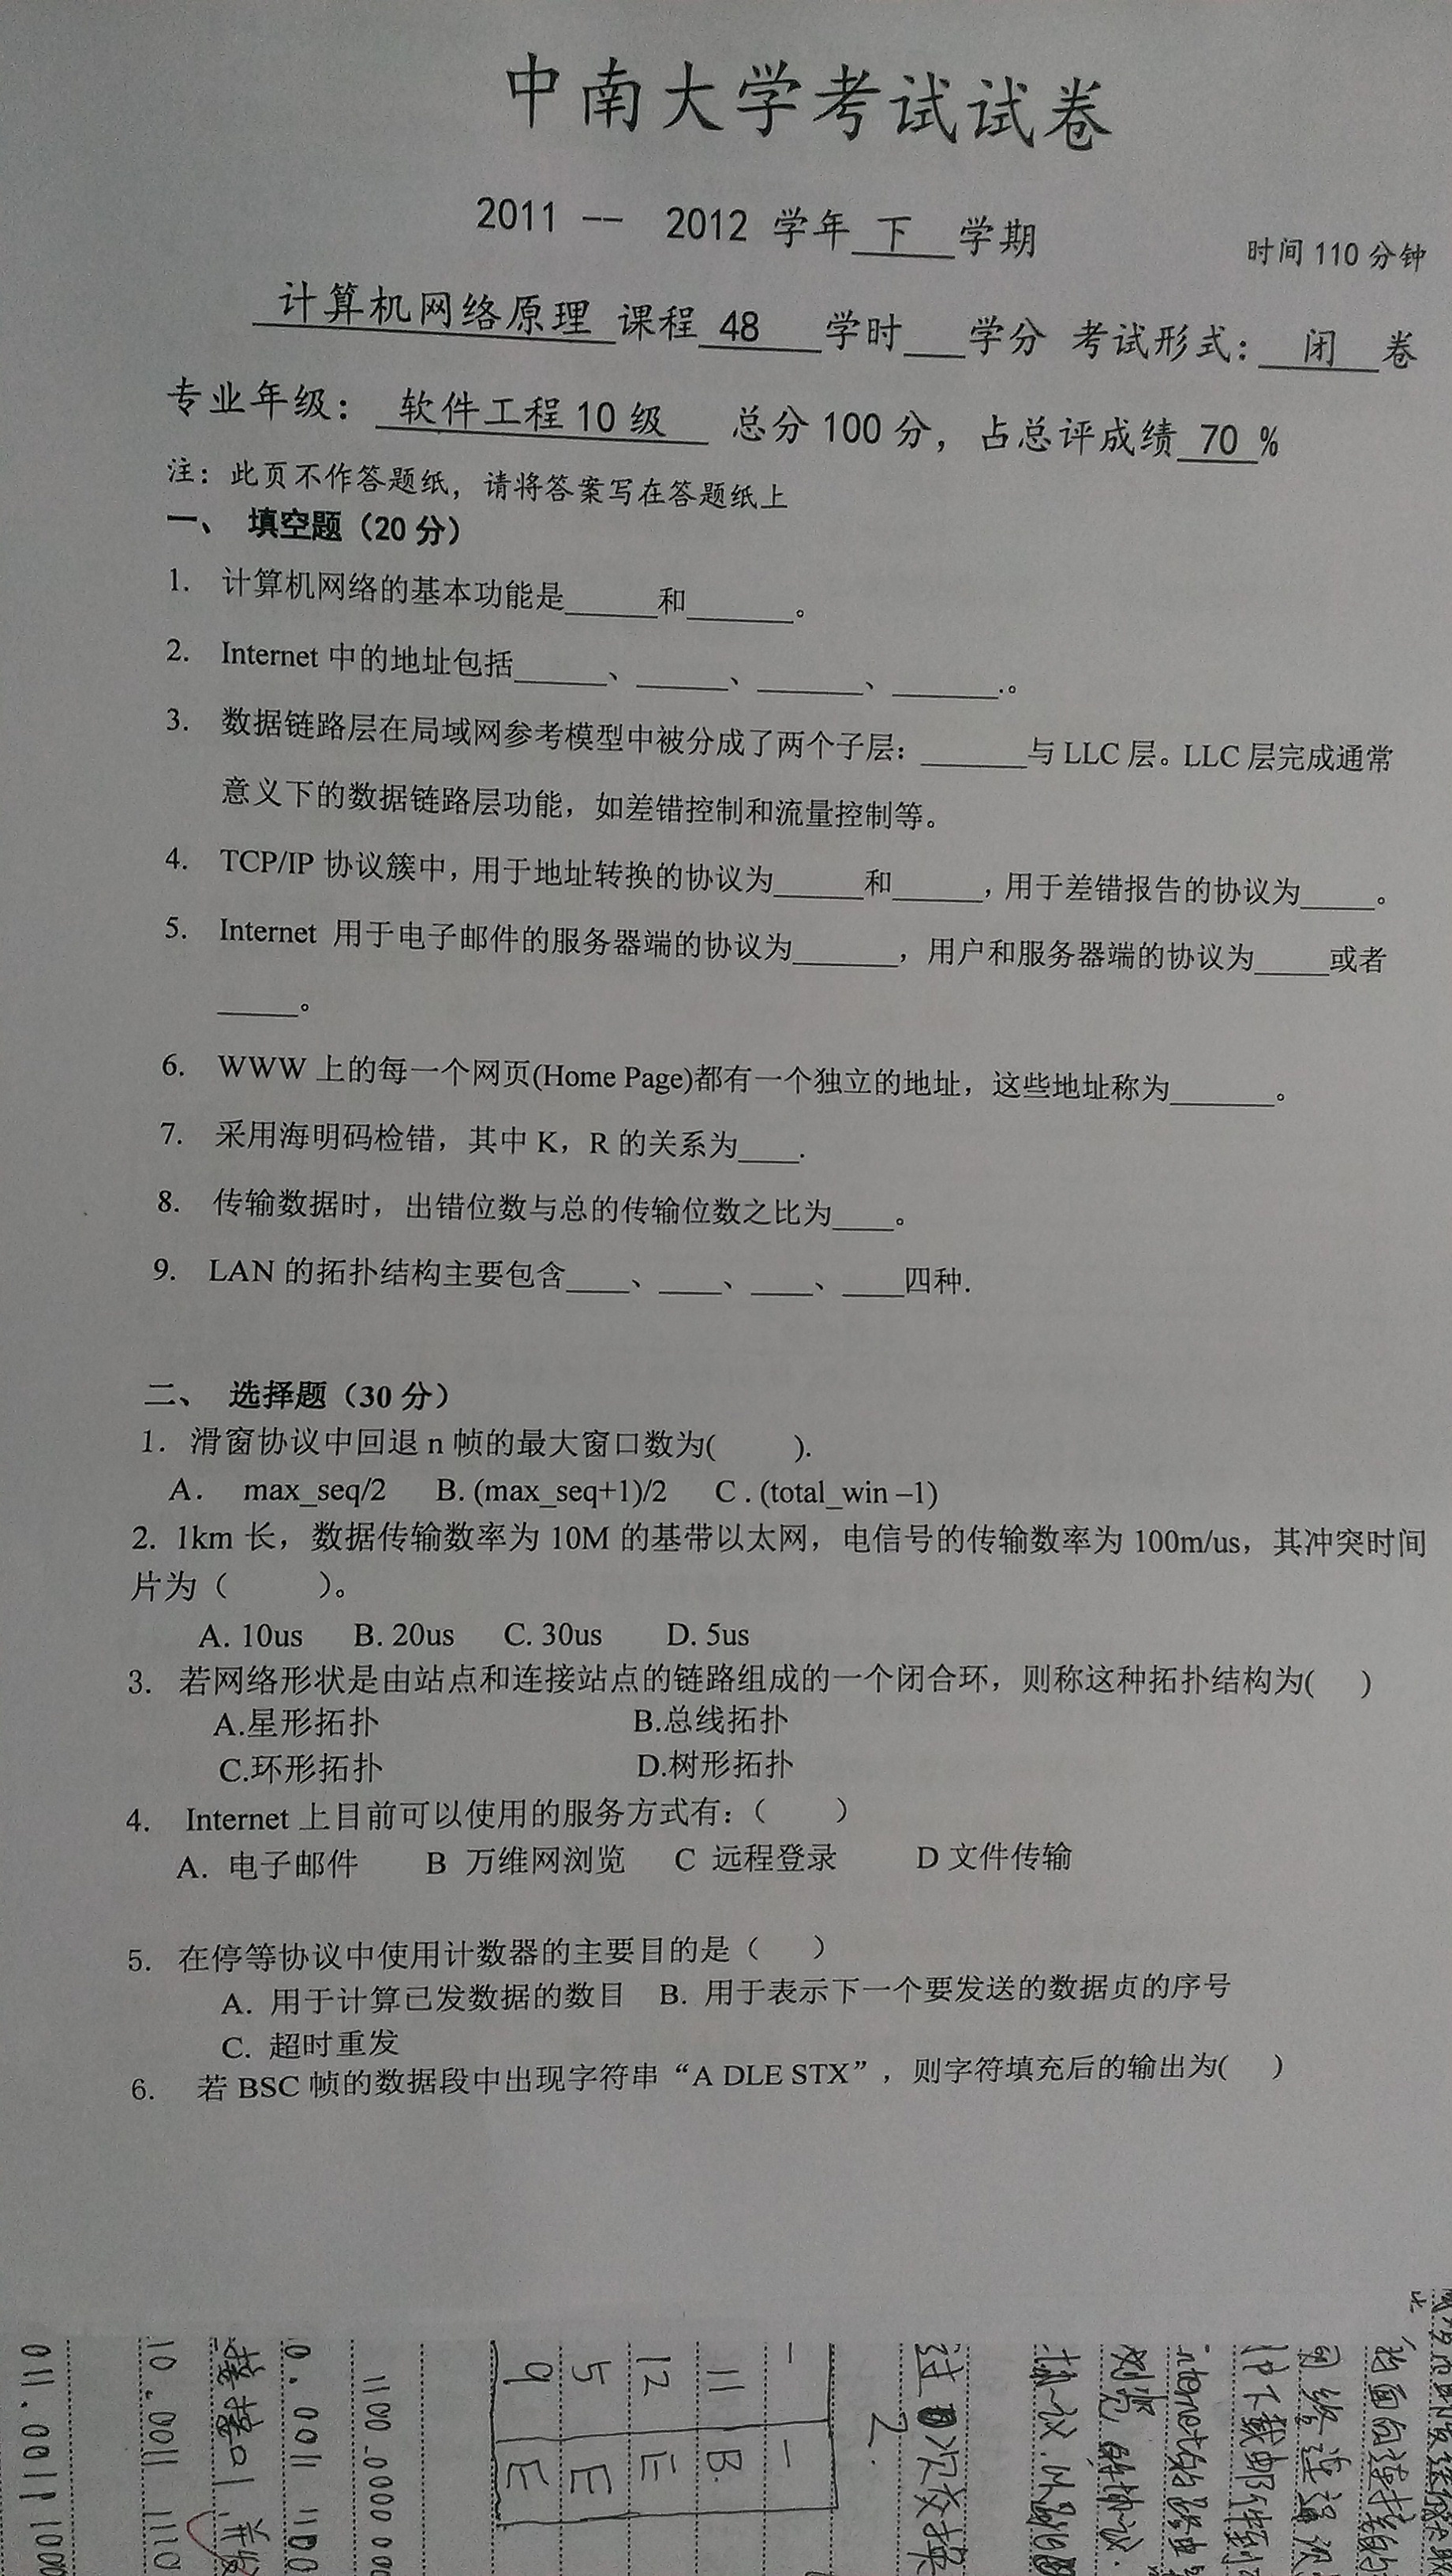 中南大学考试试卷
2011 -- 2012 学年 下 学期 时间 110 分钟
计算机网络原理 课程 48 学时___学分 考试形式: 闭 卷
专业年级: 软件工程 10 级 总分 100 分, 占总评成绩 70 %
注: 此页不作答题纸, 请将答案写在答题纸上
一、 填空题(20 分)
1. 计算机网络的基本功能是______和______。
2. Internet 中的地址包括______、______、______、______.。
3. 数据链路层在局域网参考模型中被分成了两个子层: ______与 LLC 层。LLC 层完成通常
意义下的数据链路层功能, 如差错控制和流量控制等。
4. TCP/IP 协议簇中, 用于地址转换的协议为______和______, 用于差错报告的协议为_____。
5. Internet 用于电子邮件的服务器端的协议为______, 用户和服务器端的协议为_____或者
_____。
6. WWW 上的每一个网页(Home Page)都有一个独立的地址, 这些地址称为______。
7. 采用海明码检错, 其中 K, R 的关系为____.
8. 传输数据时, 出错位数与总的传输位数之比为____。
9. LAN 的拓扑结构主要包含____、____、____、____四种.
二、 选择题(30 分)
1. 滑窗协议中回退 n 帧的最大窗口数为( ).
A. max_seq/2 B. (max_seq+1)/2 C . (total_win –1)
2. 1km 长, 数据传输数率为 10M 的基带以太网, 电信号的传输数率为 100m/us, 其冲突时间
片为( )。
A. 10us B. 20us C. 30us D. 5us
3. 若网络形状是由站点和连接站点的链路组成的一个闭合环, 则称这种拓扑结构为( )
A.星形拓扑 B.总线拓扑
C.环形拓扑 D.树形拓扑
4. Internet 上目前可以使用的服务方式有: ( )
A. 电子邮件 B 万维网浏览 C 远程登录 D 文件传输
5. 在停等协议中使用计数器的主要目的是( )
A. 用于计算已发数据的数目 B. 用于表示下一个要发送的数据贞的序号
C. 超时重发
6. 若 BSC 帧的数据段中出现字符串“A DLE STX”, 则字符填充后的输出为( )